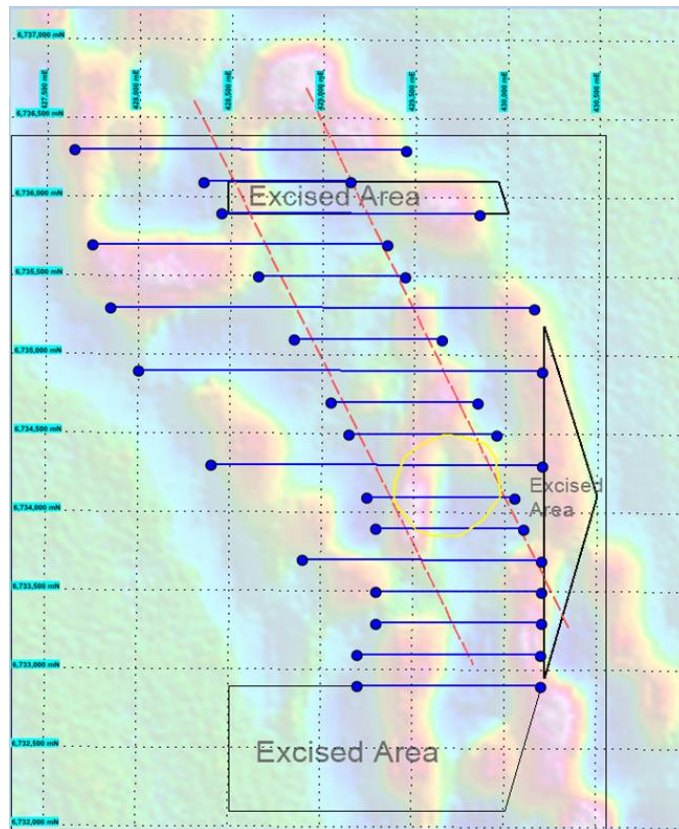 6,737,000 mN
427,500 mE
428,000 mE
428,500 mE
429,000 mE
429,500 mE
430,000 mE
430,500 mE
6,736,500 mN
6,736,000 mN
Excised Area
6,735,500 mN
6,735,000 mN
6,734,500 mN
Excised
Area
6,734,000 mN
6,733,500 mN
6,733,000 mN
6,732,500 mN
Excised Area
6,732,000 mN